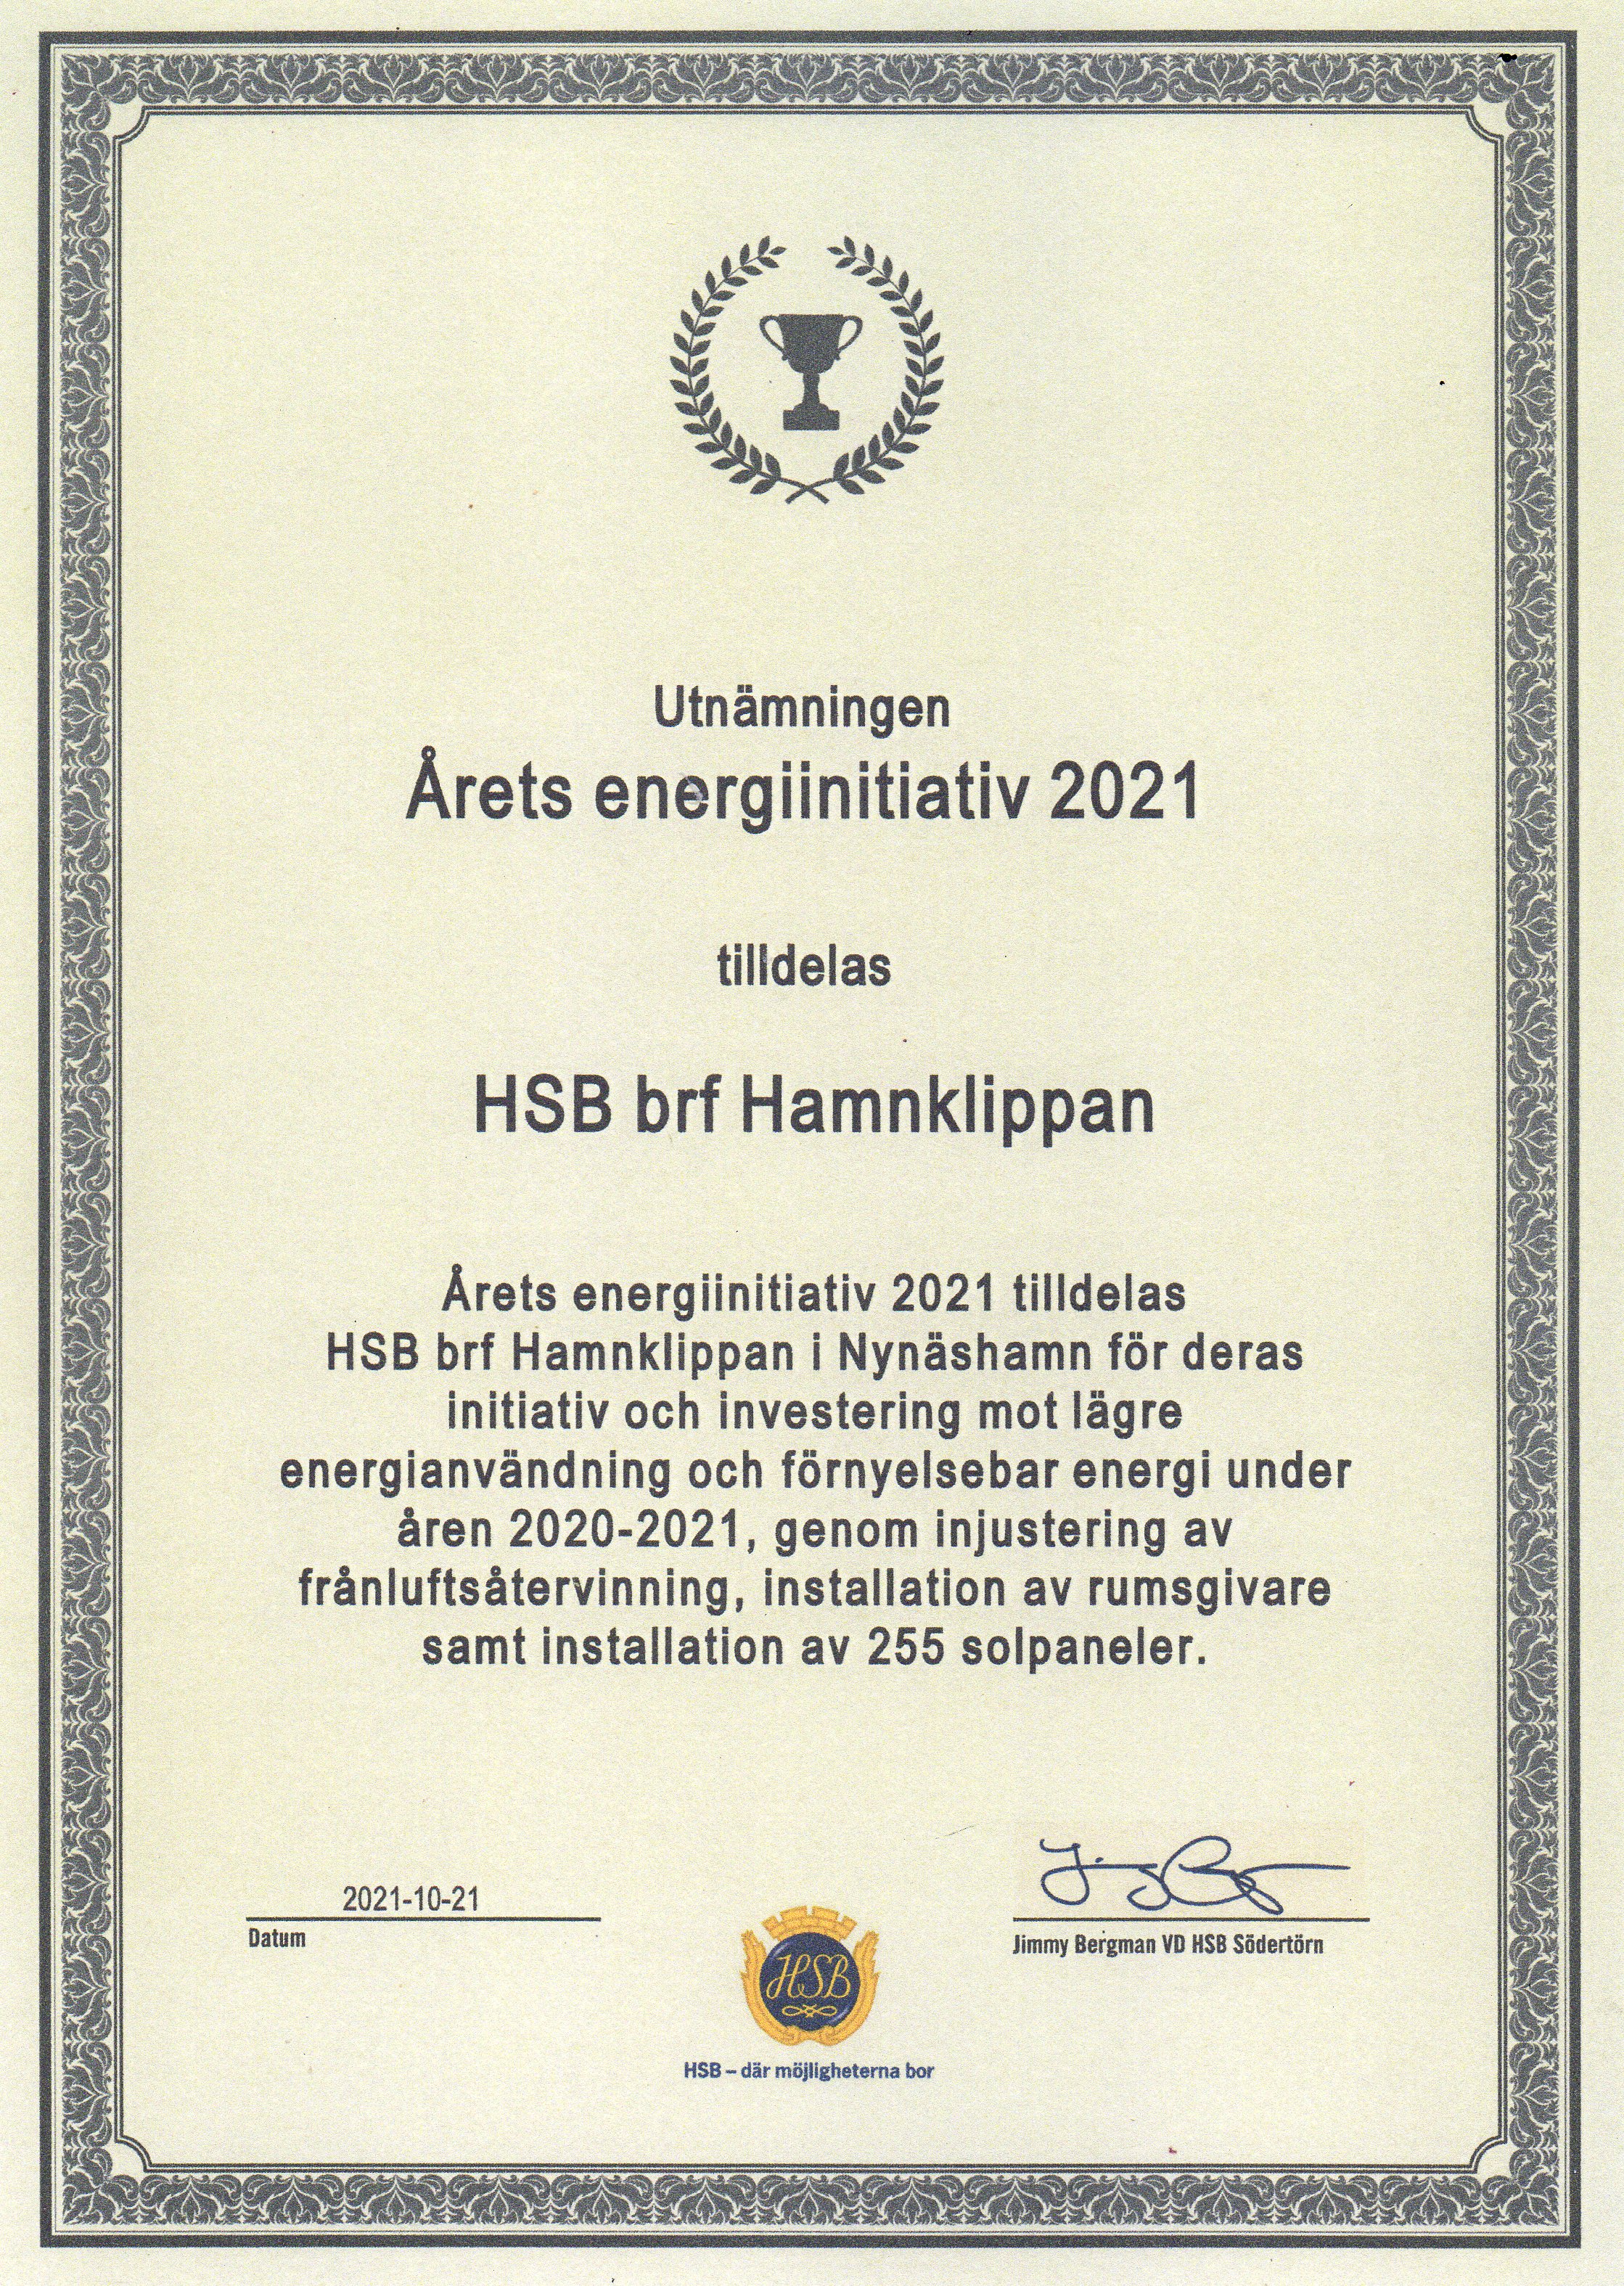 Utnämningen
Årets energiinitiativ 2021
tilldelas
HSB brf Hamnklippan
Årets energiinitiativ 2021 tilldelas
HSB brf Hamnklippan i Nynäshamn för deras
initiativ och investering mot lägre
energianvändning och förnyelsebar energi under
åren 2020-2021, genom injustering av
frånluftsåtervinning, installation av rumsgivare
samt installation av 255 solpaneler.
2021-10-21
Datum
Jimmy Bergman VD HSB Södertörn
HSB
HSB – där möjligheterna bor